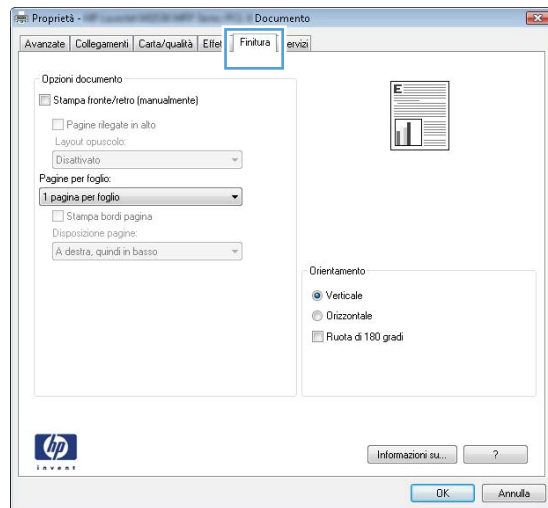 Proprietà - Documento
Avanzate Collegamenti Carta/qualità Effet Finitura ervizi
Opzioni documento
Stampa fronte/retro (manualmente)
Pagine rilegate in alto
Layout opuscolo:
Disattivato
Pagine per foglio:
1 pagina per foglio
Stampa bordi pagina
Disposizione pagine:
A destra, quindi in basso
E
Orientamento
Verticale
Orizzontale
Ruota di 180 gradi
hp
invent
Informazioni su... ?
OK Annulla